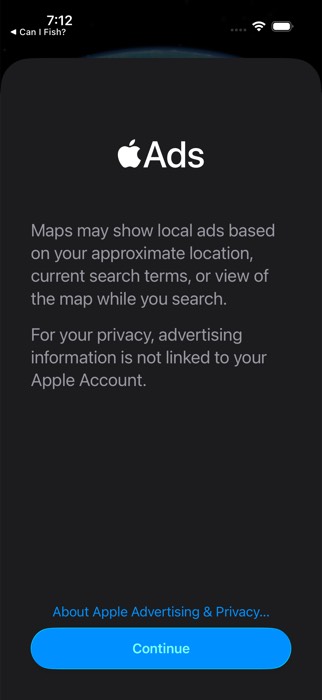 7:12
◀ Can I Fish?
Ads
Maps may show local ads based
on your approximate location,
current search terms, or view of
the map while you search.
For your privacy, advertising
information is not linked to your
Apple Account.
About Apple Advertising & Privacy...
Continue